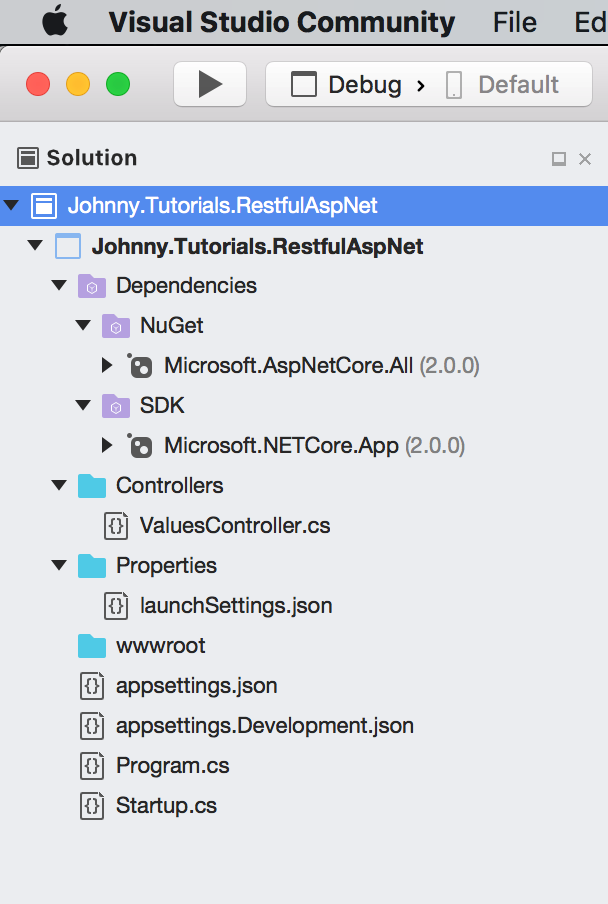 Visual Studio Community File Ed
Debug > Default
Solution
Johnny.Tutorials.RestfulAspNet
Johnny.Tutorials.RestfulAspNet
Dependencies
NuGet
Microsoft.AspNetCore.All (2.0.0)
SDK
Microsoft.NETCore.App (2.0.0)
Controllers
ValuesController.cs
Properties
launchSettings.json
wwwroot
appsettings.json
appsettings.Development.json
Program.cs
Startup.cs